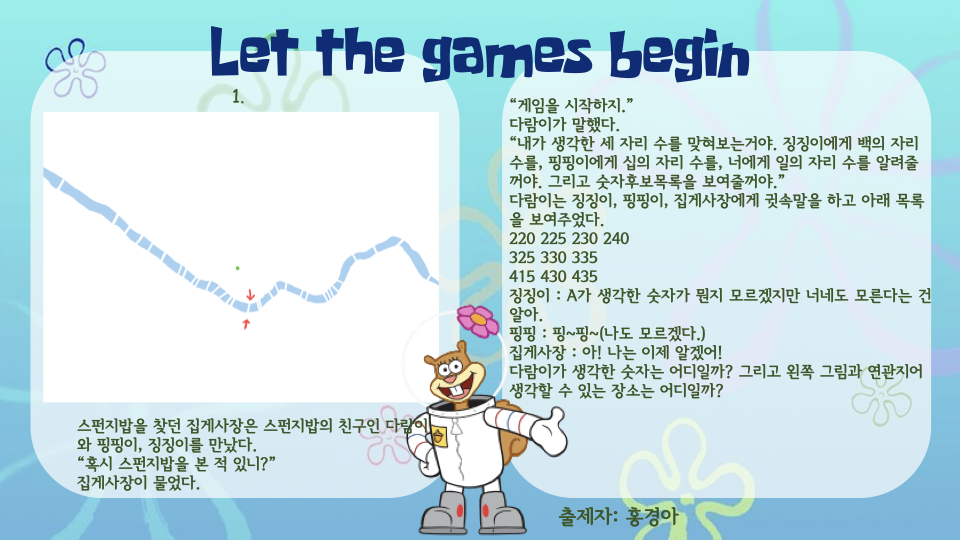 Let the games begin
1.
스펀지밥을 찾던 집게사장은 스펀지밥의 친구인 다람이
와 핑핑이, 징징이를 만났다.
“혹시 스펀지밥을 본 적 있니?”
집게사장이 물었다.
“게임을 시작하지.”
다람이가 말했다.
“내가 생각한 세 자리 수를 맞혀보는거야. 징징이에게 백의 자리
수를, 핑핑이에게 십의 자리 수를, 너에게 일의 자리 수를 알려줄
꺼야. 그리고 숫자후보목록을 보여줄꺼야.”
다람이는 징징이, 핑핑이, 집게사장에게 귓속말을 하고 아래 목록
을 보여주었다.
220 225 230 240
325 330 335
415 430 435
징징이 : A가 생각한 숫자가 뭔지 모르겠지만 너네도 모른다는 건
알아.
핑핑 : 핑~핑~(나도 모르겠다.)
집게사장 : 아! 나는 이제 알겠어!
다람이가 생각한 숫자는 어디일까? 그리고 왼쪽 그림과 연관지어
생각할 수 있는 장소는 어디일까?
출제자: 홍경아